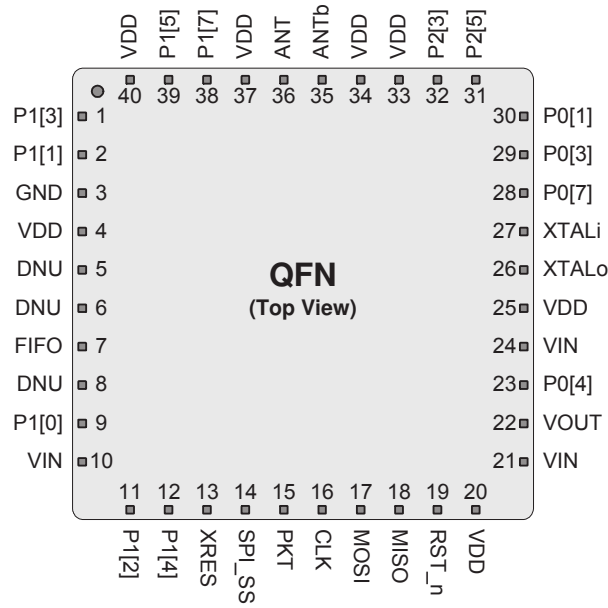 VDD P1[5] P1[7] VDD ANT ANTb VDD VDD P2[3] P2[5]
40 39 38 37 36 35 34 33 32 31
P1[3] 1 30 P0[1]
P1[1] 2 29 P0[3]
GND 3 28 P0[7]
VDD 4 27 XTALi
DNU 5 26 XTALo
QFN
DNU 6 25 VDD
(Top View)
FIFO 7 24 VIN
DNU 8 23 P0[4]
P1[0] 9 22 VOUT
VIN 10 21 VIN
11 12 13 14 15 16 17 18 19 20
P1[2] P1[4] XRES SPI_SS PKT CLK MOSI MISO RST_n VDD